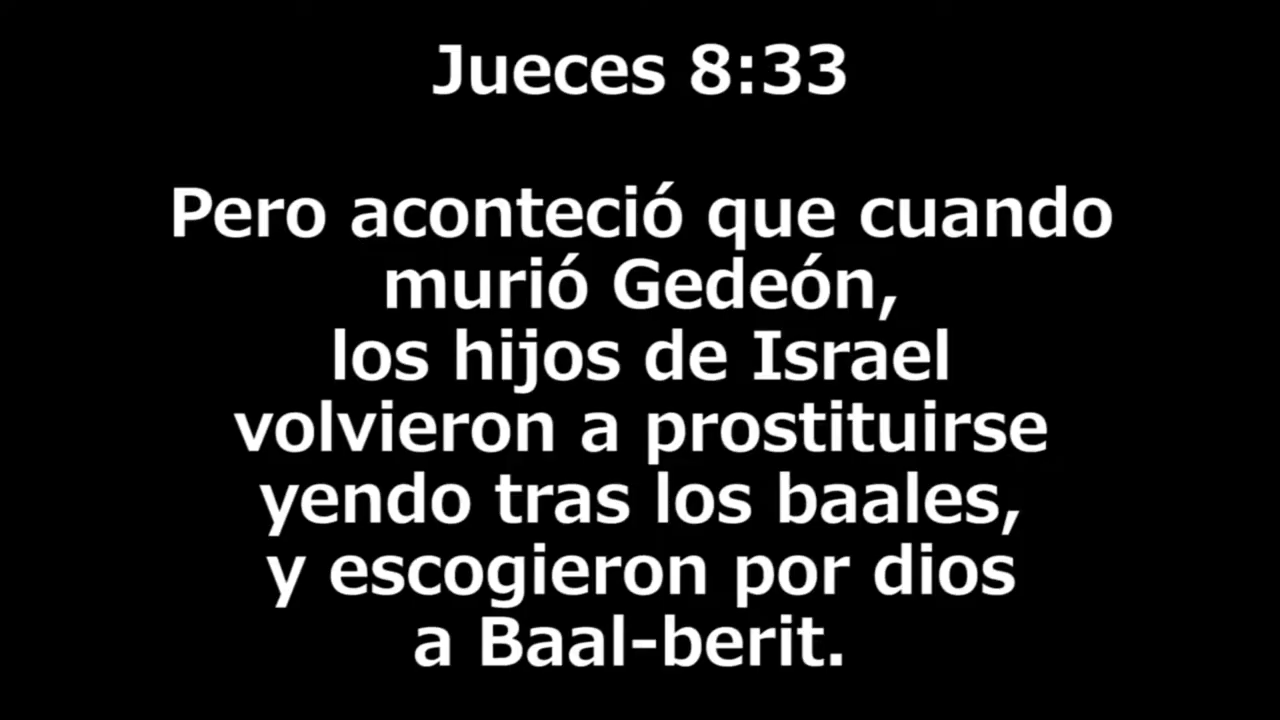 Jueces 8:33
Pero aconteció que cuando
murió Gedeón,
los hijos de Israel
volvieron a prostituirse
yendo tras los baales,
y escogieron por dios
a Baal-berit.